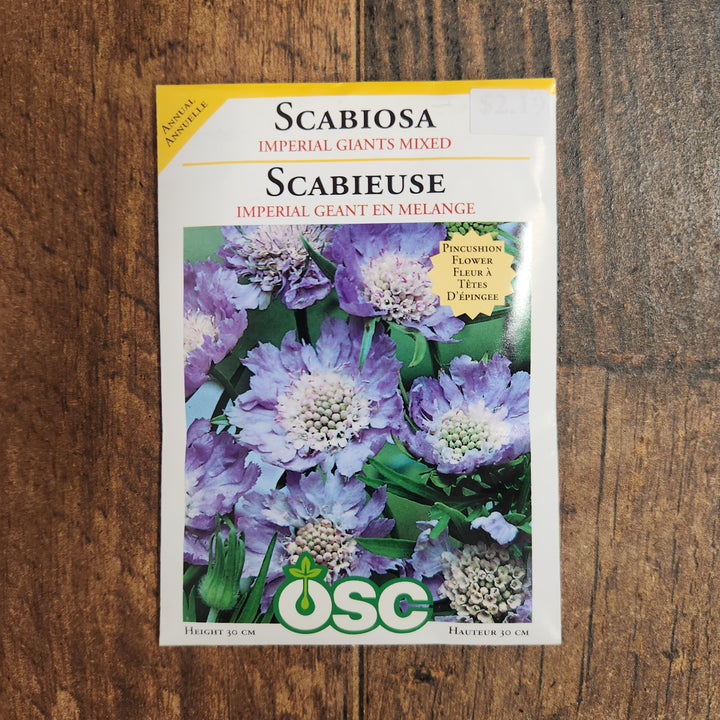 ANNUAL
ANNUELLE
$2.19
SCABIOSA
IMPERIAL GIANTS MIXED
SCABIEUSE
IMPERIAL GEANT EN MELANGE
PINCUSHION
FLOWER
FLEUR À
TÊTES
D'ÉPINGEE
OSC
HEIGHT 30 CM
HAUTEUR 30 CM